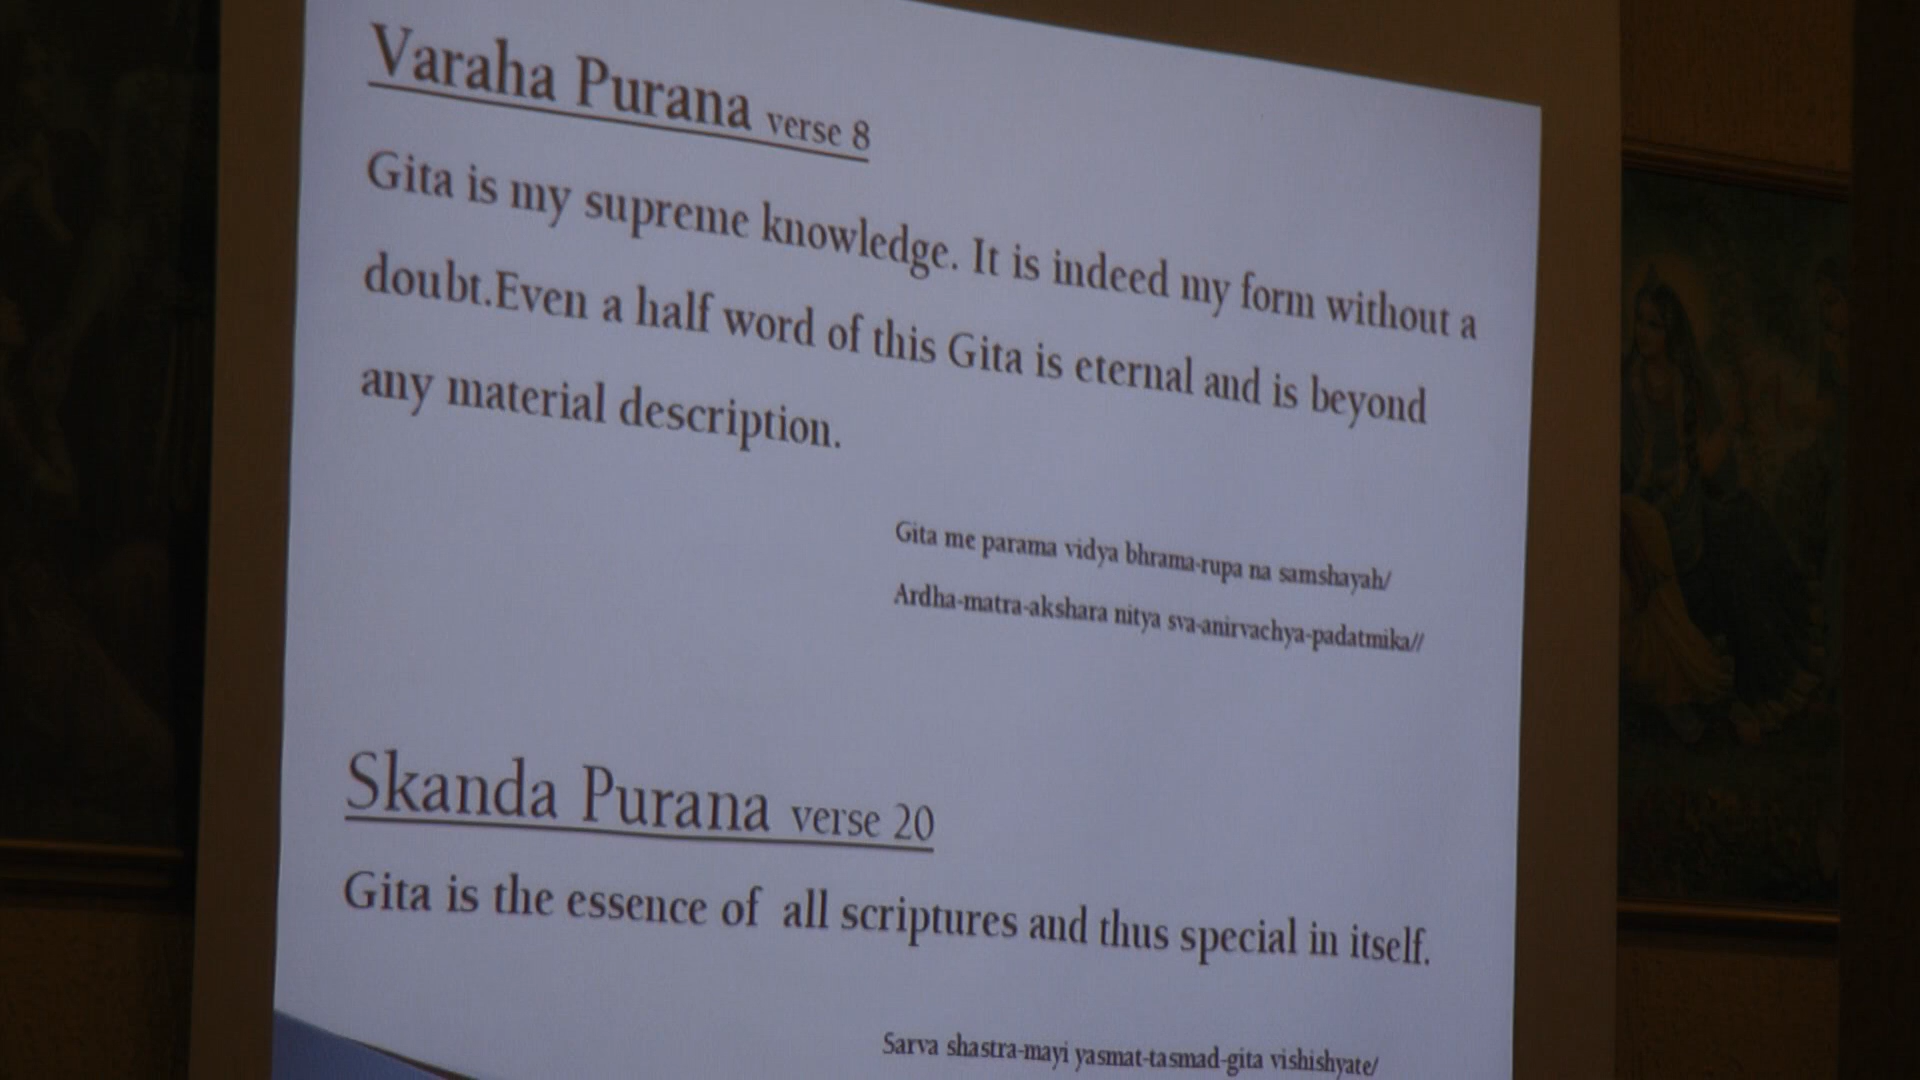 Varaha Purana verse 8
Gita is my supreme knowledge. It is indeed my form without a
doubt.Even a half word of this Gita is eternal and is beyond
any material description.
Gita me parama vidya bhrama-rupa na samshayah/
Ardha-matra-akshara nitya sva-anirvachya-padatmika//
Skanda Purana verse 20
Gita is the essence of all scriptures and thus special in itself.
Sarva shastra-mayi yasmat-tasmad-gita vishishyate/